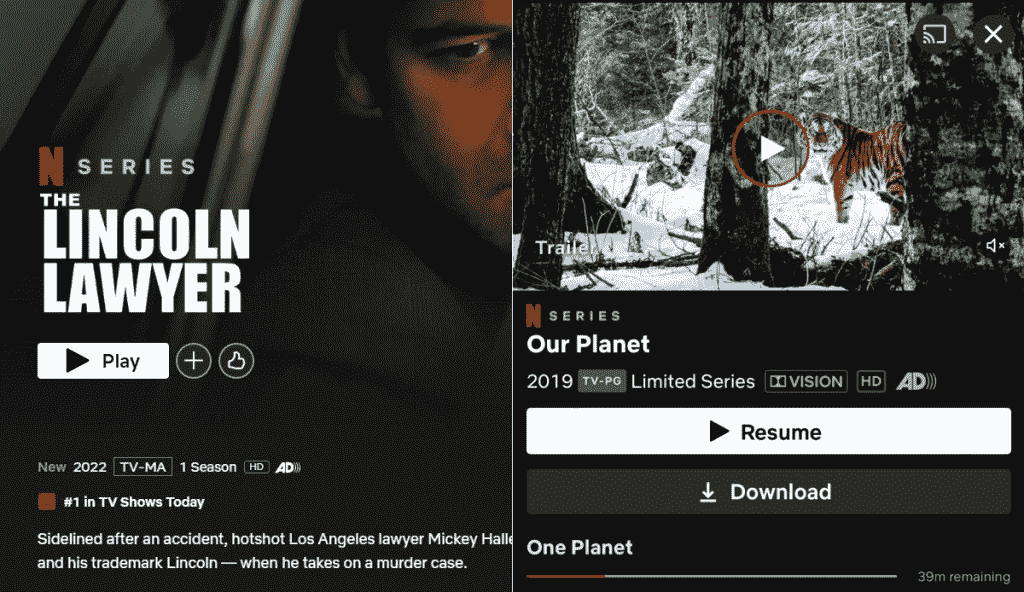 N SERIES
THE
LINCOLN
LAWYER
Play
New 2022 TV-MA 1 Season HD AD)))
#1 in TV Shows Today
Sidelined after an accident, hotshot Los Angeles lawyer Mickey Halle
and his trademark Lincoln — when he takes on a murder case.
Trailer
N SERIES
Our Planet
2019 TV-PG Limited Series VISION HD AD)))
Resume
Download
One Planet
39m remaining